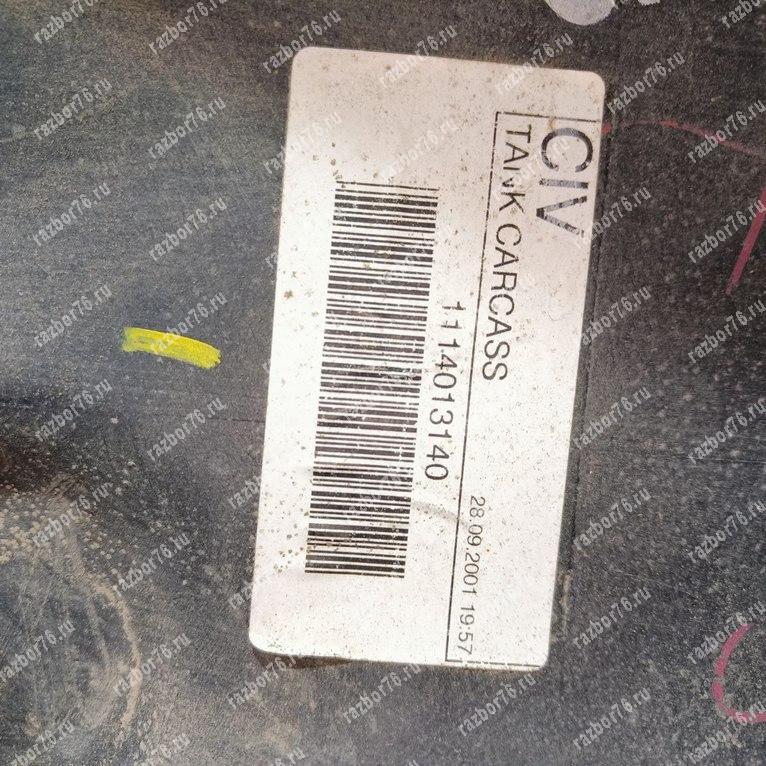 CIV
TANK CARCASS
1114013140
28.09.2001 19:57
razbor76.ru